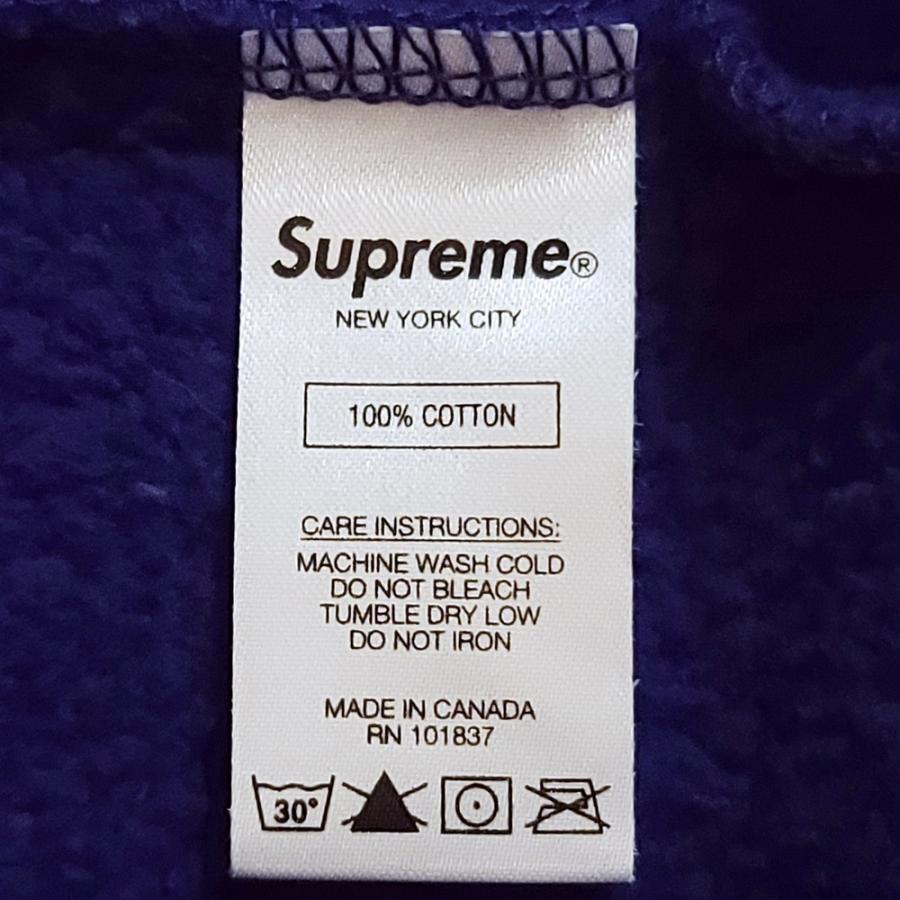 Supreme®
NEW YORK CITY
100% COTTON
CARE INSTRUCTIONS:
MACHINE WASH COLD
DO NOT BLEACH
TUMBLE DRY LOW
DO NOT IRON
MADE IN CANADA
RN 101837
30°